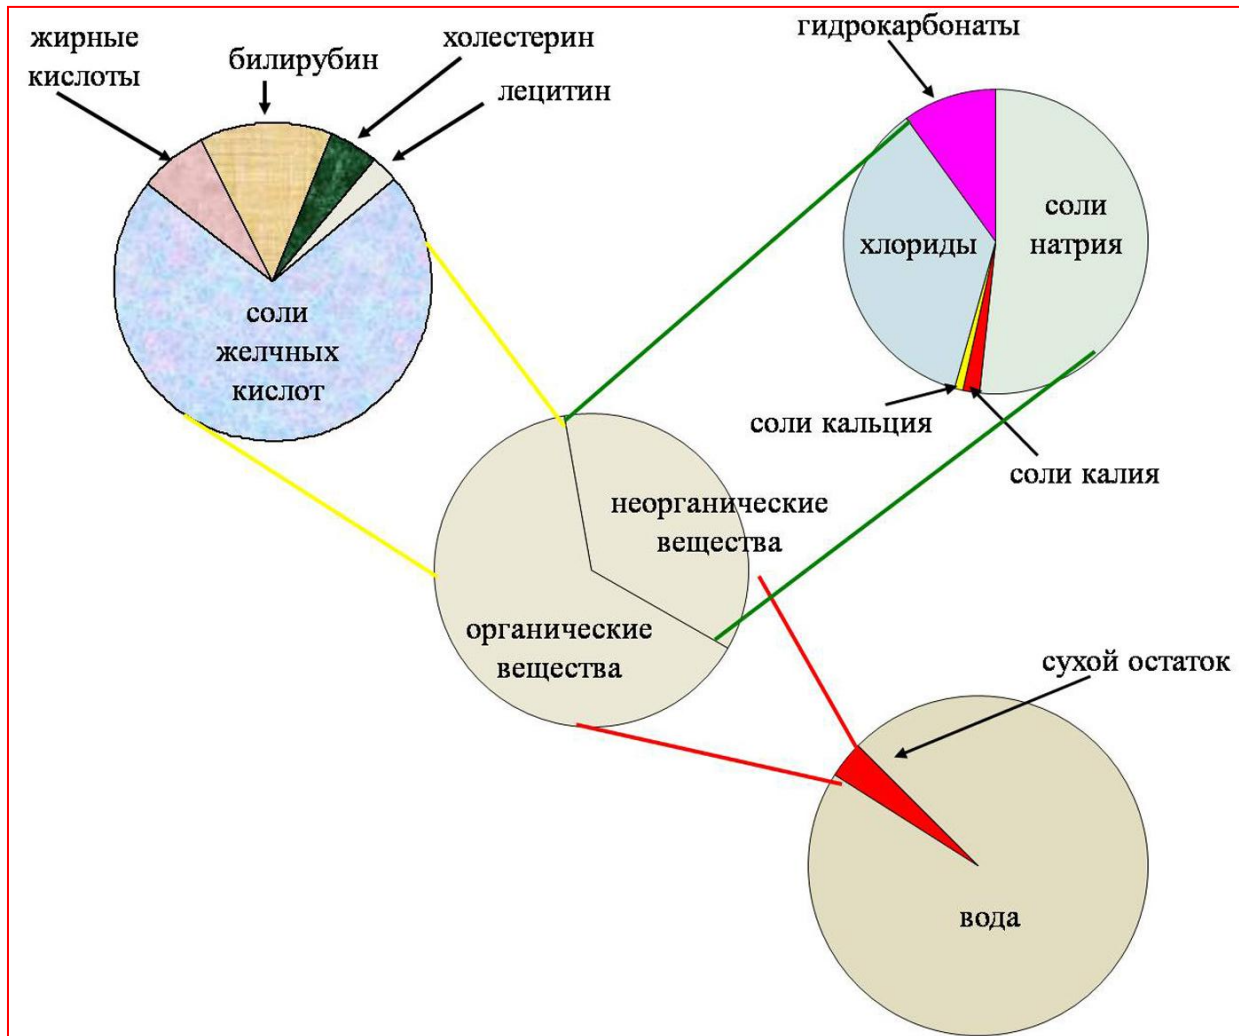 жирные
кислоты
билирубин
холестерин
лецитин
соли
желчных
кислот
гидрокарбонаты
соли
натрия
хлориды
соли кальция
соли калия
неорганические
вещества
органические
вещества
сухой остаток
вода